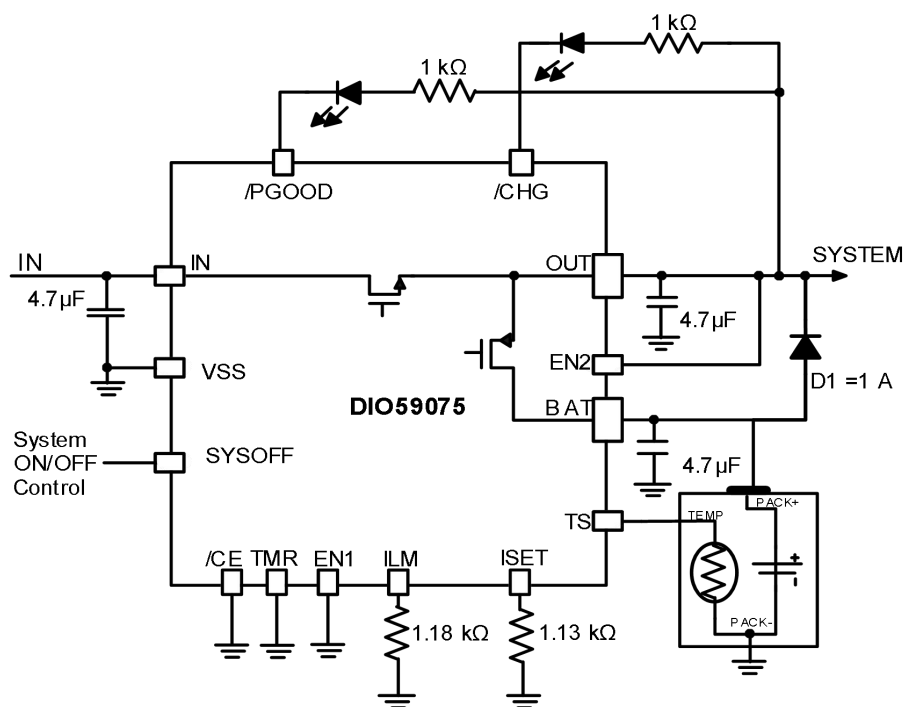 1 kΩ
1 kΩ
/PGOOD
/CHG
IN
IN
OUT
SYSTEM
4.7µF
4.7µF
VSS
EN2
D1 =1 A
DIO59075
BAT
System
ON/OFF
Control
SYSOFF
4.7µF
PACK+
TS
TEMP
+
-
/CE
TMR
EN1
ILM
ISET
1.18 kΩ
1.13 kΩ
PACK-